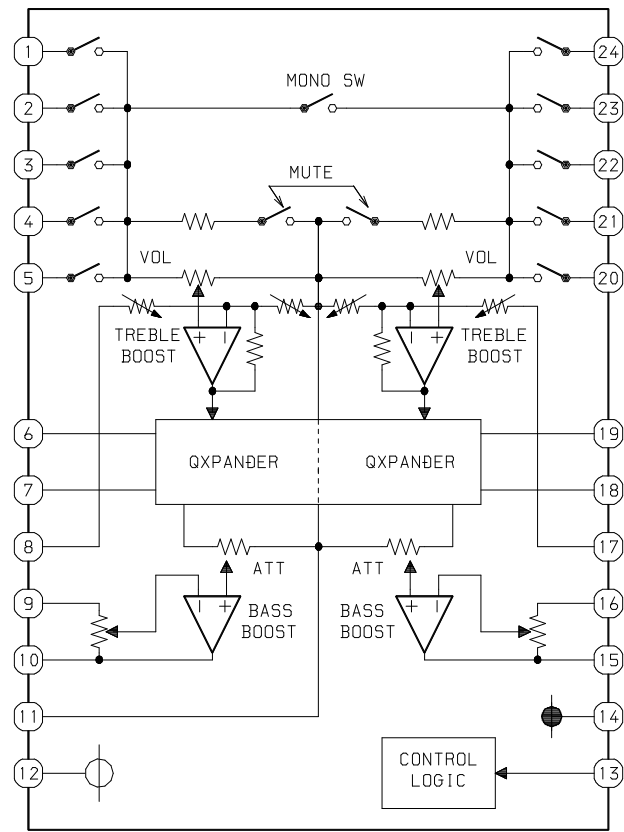 1
24
MONO SW
2
23
3
22
MUTE
4
21
VOL
VOL
5
20
+
−
−
+
TREBLE
BOOST
TREBLE
BOOST
6
19
QXPANDER
QXPANDER
7
18
8
17
ATT
ATT
9
16
−
+
+
−
BASS
BOOST
BASS
BOOST
10
15
11
14
CONTROL
LOGIC
12
13